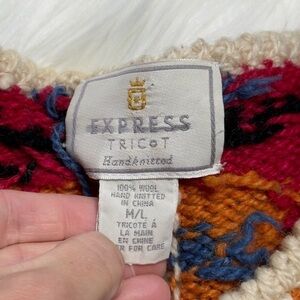 EXPRESS
TRICOT
Handknitted
100% WOOL
HAND KNITTED
IN CHINA
M/L
TRICOTÉ À
LA MAIN
EN CHINE
FOR CARE